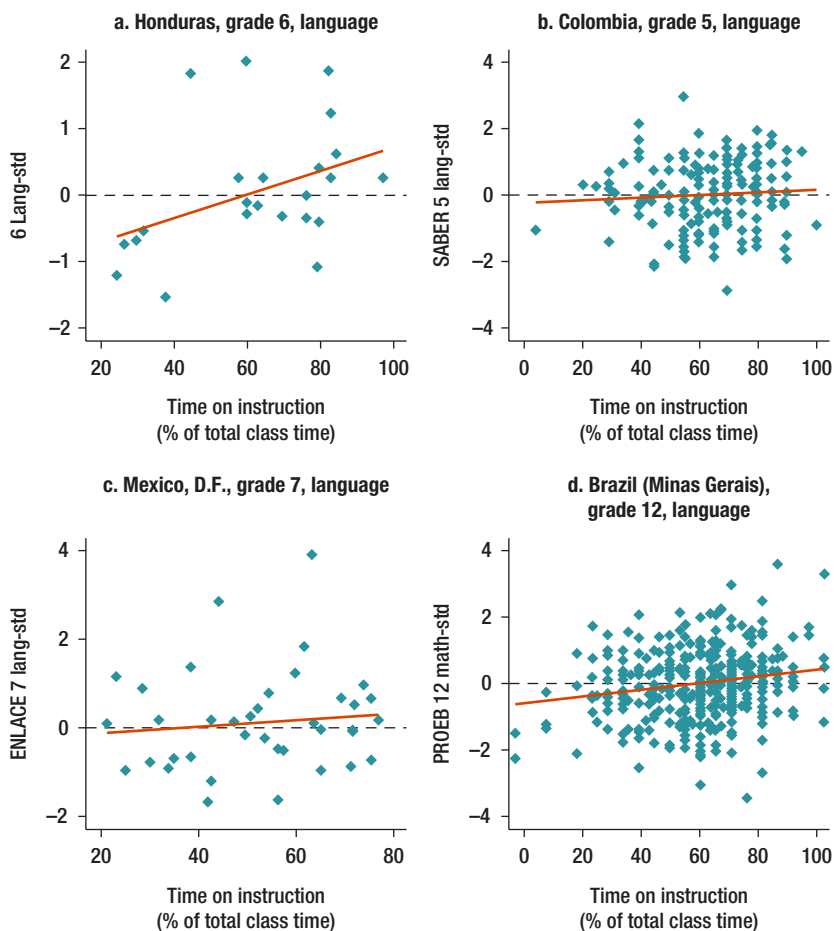 a. Honduras, grade 6, language
6 Lang-std
2
1
0
–1
–2
20 40 60 80 100
Time on instruction
(% of total class time)
b. Colombia, grade 5, language
SABER 5 lang-std
4
2
0
–2
–4
0 20 40 60 80 100
Time on instruction
(% of total class time)
c. Mexico, D.F., grade 7, language
ENLACE 7 lang-std
4
2
0
–2
20 40 60 80
Time on instruction
(% of total class time)
d. Brazil (Minas Gerais),
grade 12, language
PROEB 12 math-std
4
2
0
–2
–4
0 20 40 60 80 100
Time on instruction
(% of total class time)